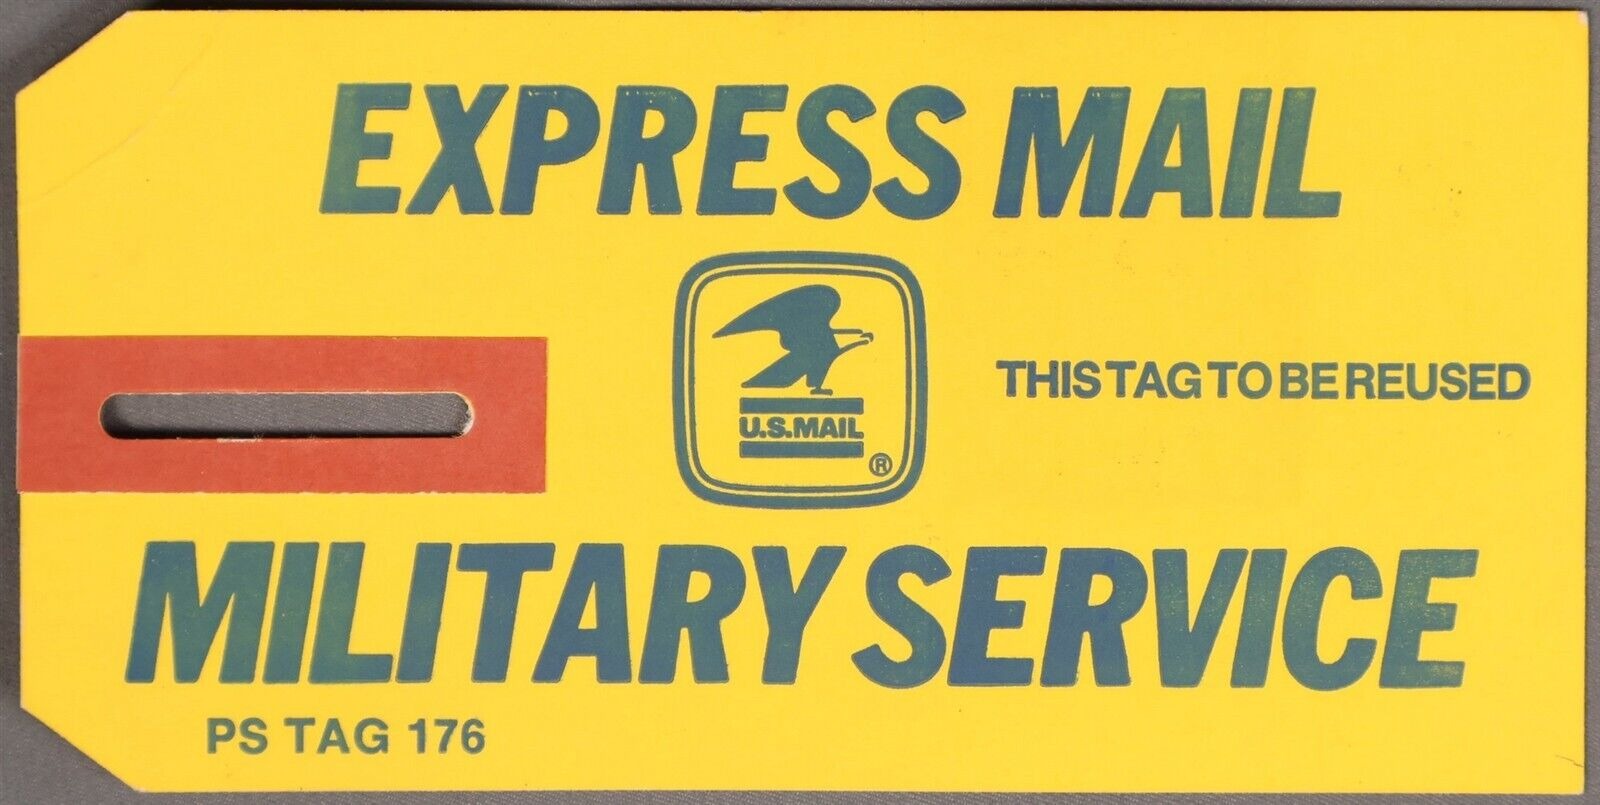 EXPRESS MAIL
U.S.MAIL
®
THIS TAG TO BE REUSED
MILITARY SERVICE
PS TAG 176